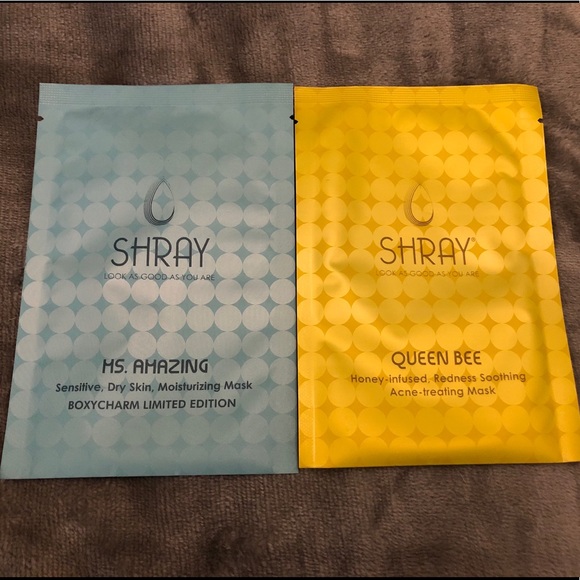 SHRAY
LOOK AS GOOD AS YOU ARE
MS. AMAZING
Sensitive, Dry Skin, Moisturizing Mask
BOXYCHARM LIMITED EDITION
SHRAY®
LOOK AS GOOD AS YOU ARE
QUEEN BEE
Honey-infused, Redness Soothing
Acne-treating Mask